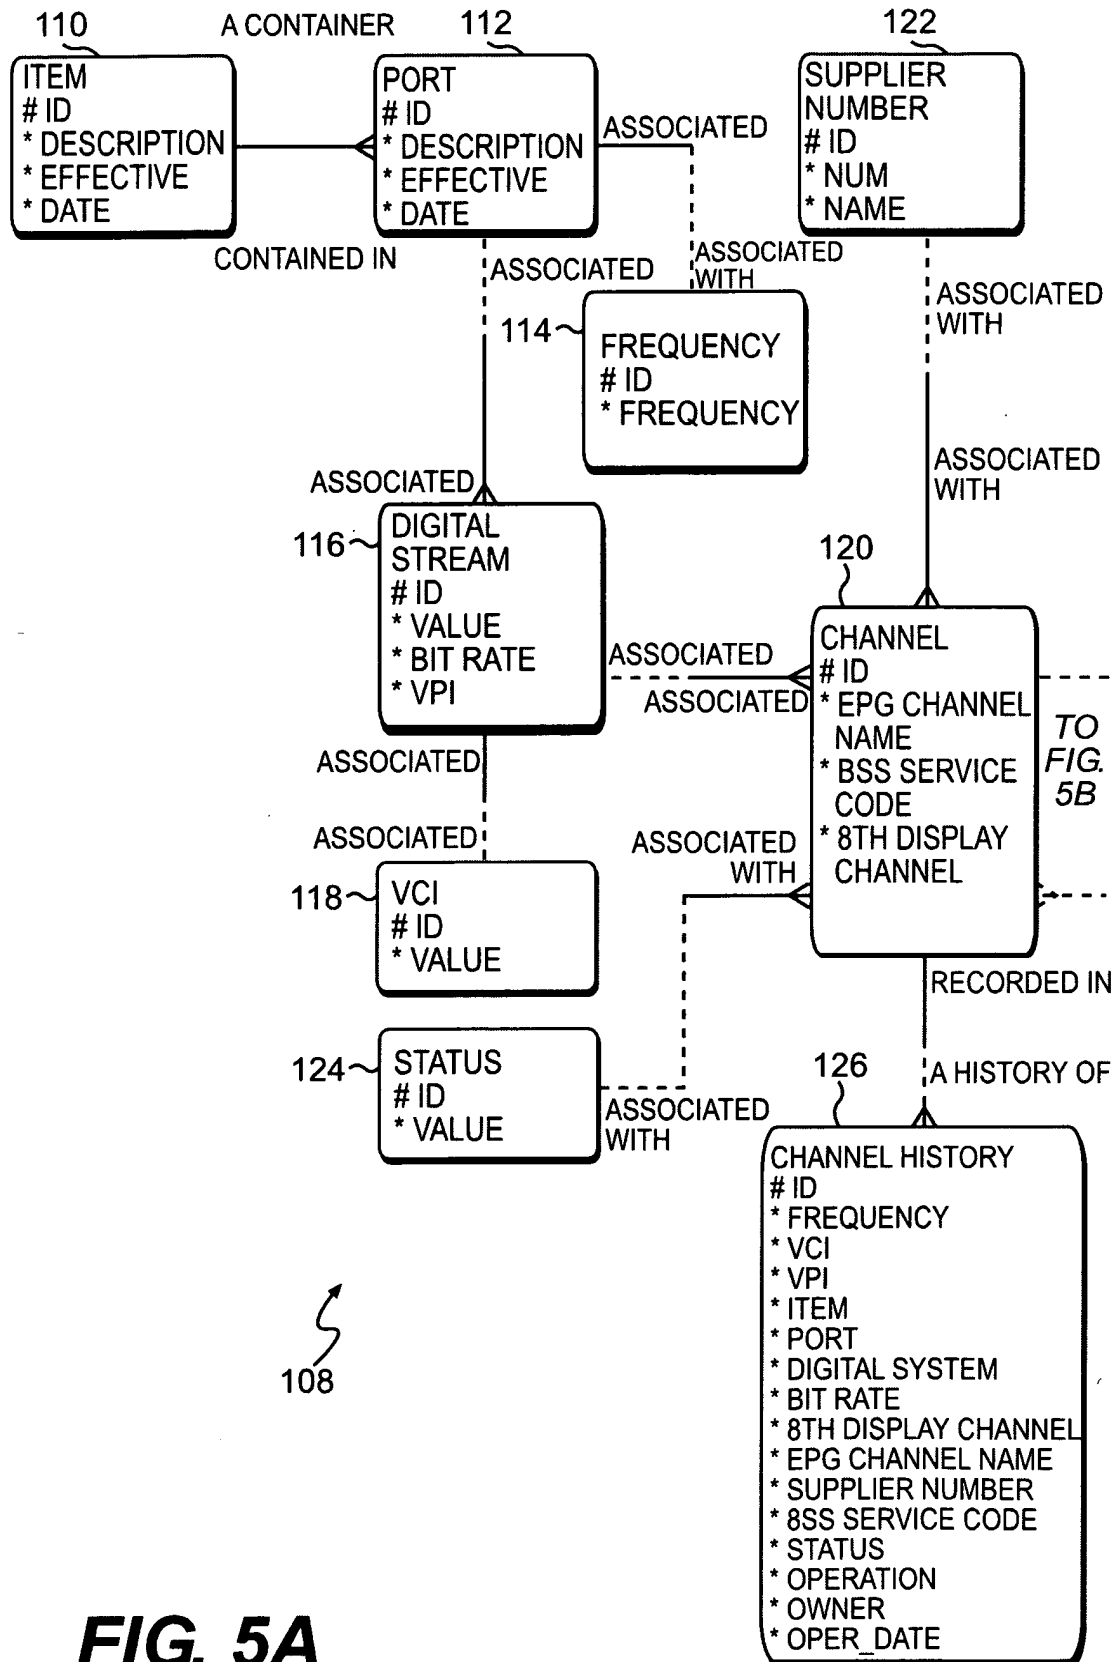 110
A CONTAINER
112
122
ITEM
# ID
* DESCRIPTION
* EFFECTIVE
* DATE
PORT
# ID
* DESCRIPTION
* EFFECTIVE
* DATE
SUPPLIER
NUMBER
# ID
* NUM
* NAME
ASSOCIATED
CONTAINED IN
ASSOCIATED
ASSOCIATED
WITH
ASSOCIATED
WITH
114
FREQUENCY
# ID
* FREQUENCY
ASSOCIATED
ASSOCIATED
WITH
116
DIGITAL
STREAM
# ID
* VALUE
* BIT RATE
* VPI
120
ASSOCIATED
ASSOCIATED
CHANNEL
# ID
* EPG CHANNEL
NAME
* BSS SERVICE
CODE
* 8TH DISPLAY
CHANNEL
TO
FIG.
5B
ASSOCIATED
ASSOCIATED
ASSOCIATED
WITH
118
VCI
# ID
* VALUE
RECORDED IN
124
STATUS
# ID
* VALUE
ASSOCIATED
WITH
126
A HISTORY OF
CHANNEL HISTORY
# ID
* FREQUENCY
* VCI
* VPI
* ITEM
* PORT
* DIGITAL SYSTEM
* BIT RATE
* 8TH DISPLAY CHANNEL
* EPG CHANNEL NAME
* SUPPLIER NUMBER
* 8SS SERVICE CODE
* STATUS
* OPERATION
* OWNER
* OPER_DATE
108
FIG. 5A